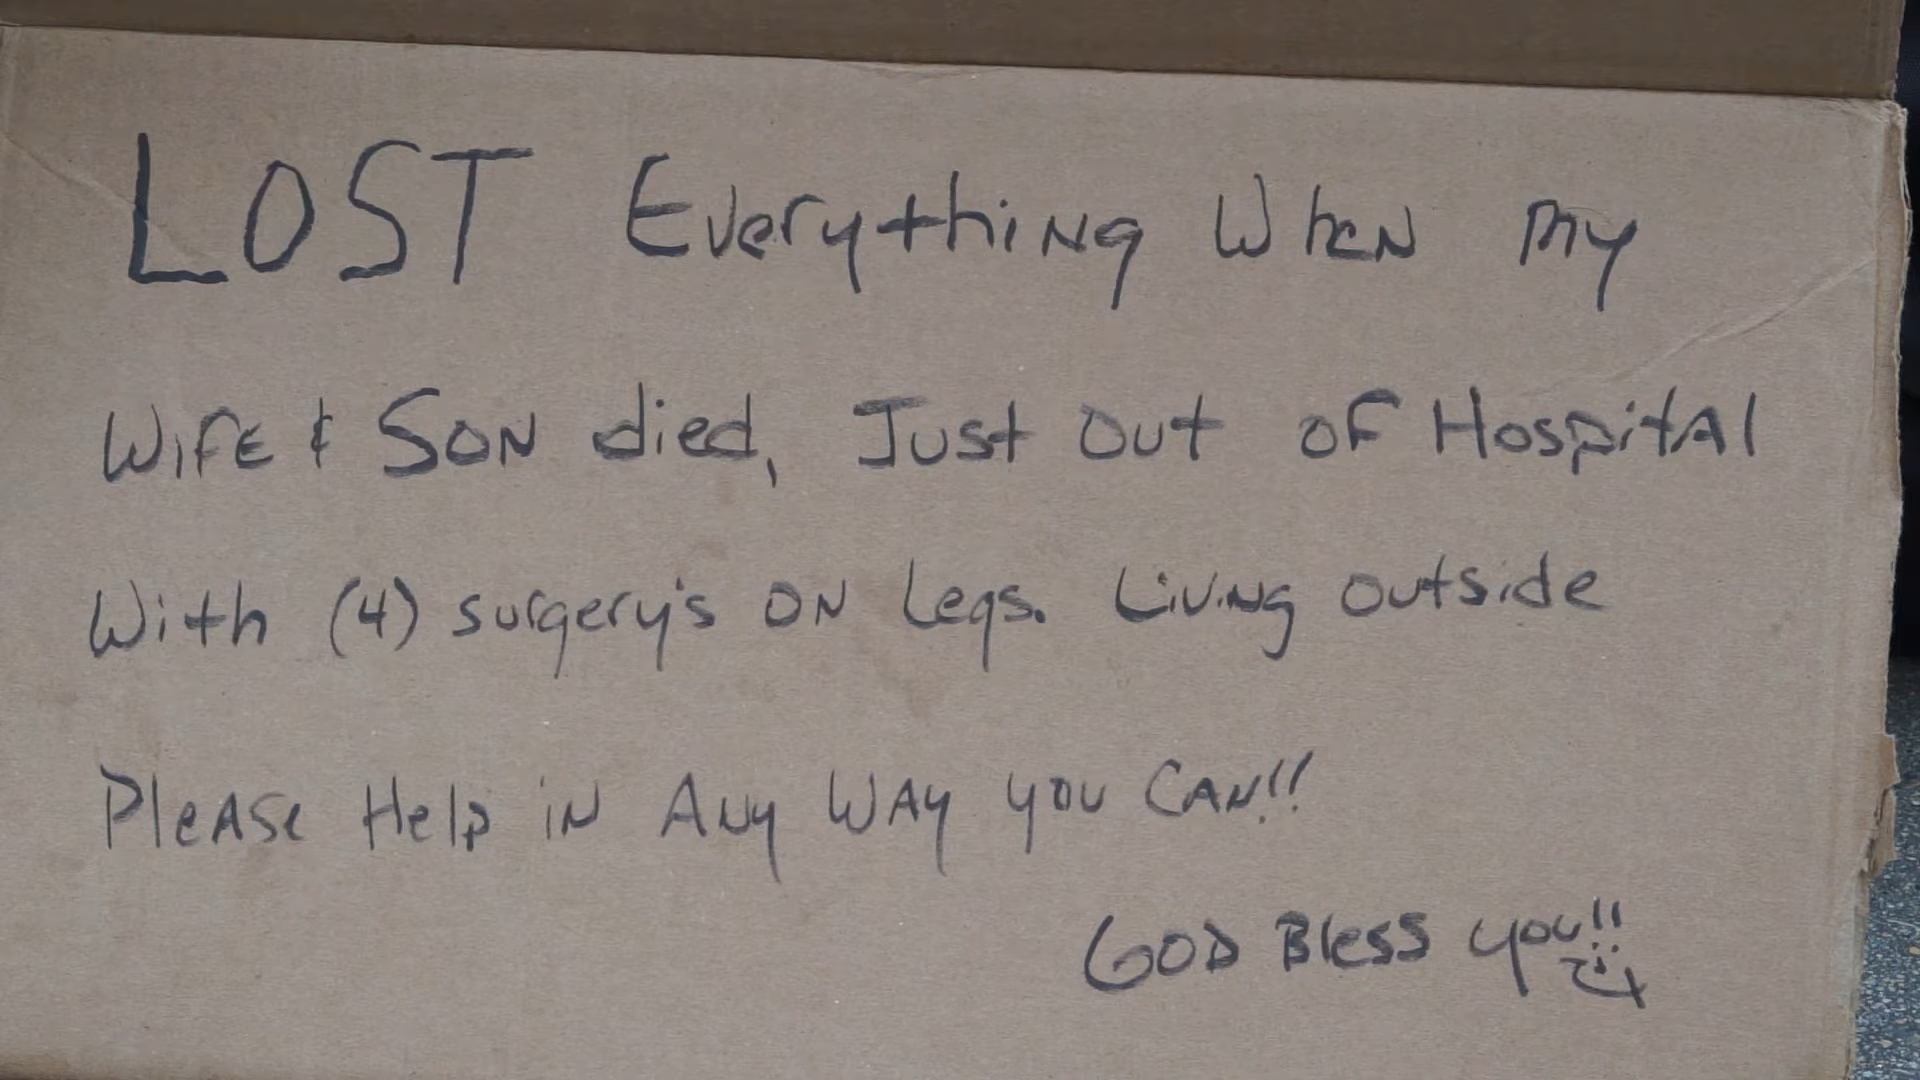 LOST Everything When my
Wife & SON died, Just Out of Hospital
With (4) surgery's ON Legs. Living Outside
Please Help in Any Way you Can!!
GOD Bless you!!